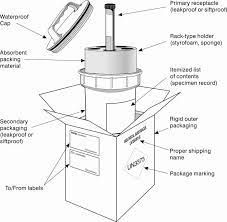 Waterproof
Cap
Primary receptacle
(leakproof or siftproof)
Rack-type holder
(styrofoam, sponge)
Absorbent
packing
material
Itemized list
of contents
(specimen record)
Secondary
packaging
(leakproof or
siftproof)
Rigid outer
packaging
Proper shipping
name
UN3373
Package marking
To/From labels